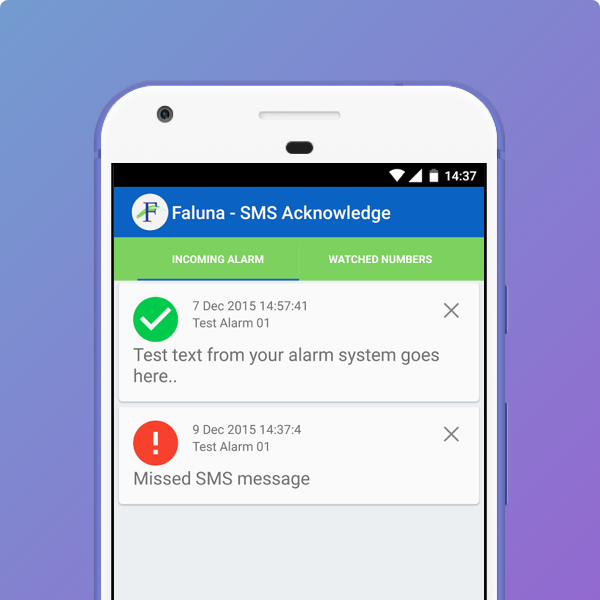 14:37
F Faluna - SMS Acknowledge
INCOMING ALARM WATCHED NUMBERS
7 Dec 2015 14:57:41
Test Alarm 01
Test text from your alarm system goes
here..
9 Dec 2015 14:37:4
Test Alarm 01
Missed SMS message